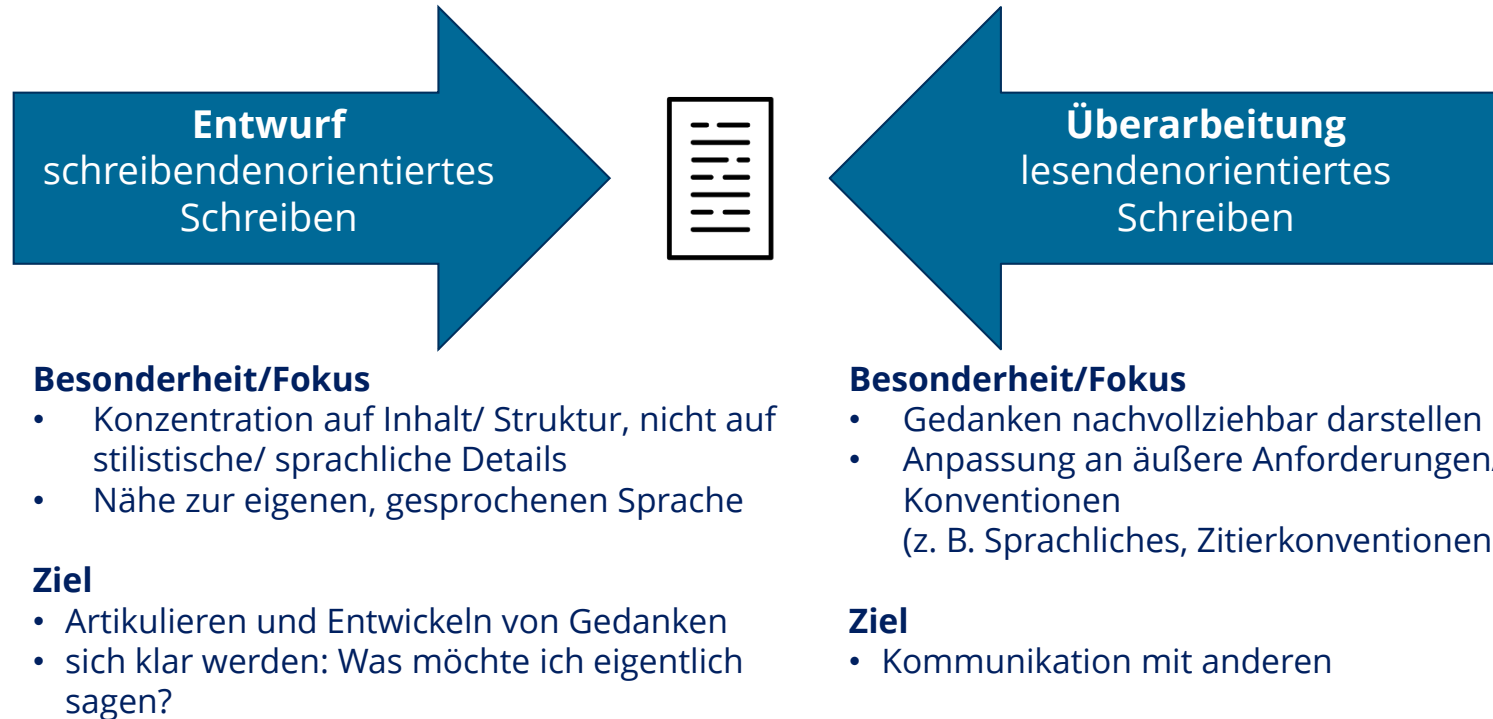 Entwurf
schreibendenorientiertes
Schreiben
Überarbeitung
lesendenorientiertes
Schreiben
Besonderheit/Fokus
• Konzentration auf Inhalt/ Struktur, nicht auf
stilistische/ sprachliche Details
• Nähe zur eigenen, gesprochenen Sprache
Ziel
• Artikulieren und Entwickeln von Gedanken
• sich klar werden: Was möchte ich eigentlich
sagen?
Besonderheit/Fokus
• Gedanken nachvollziehbar darstellen
• Anpassung an äußere Anforderungen/
Konventionen
(z. B. Sprachliches, Zitierkonventionen
Ziel
• Kommunikation mit anderen